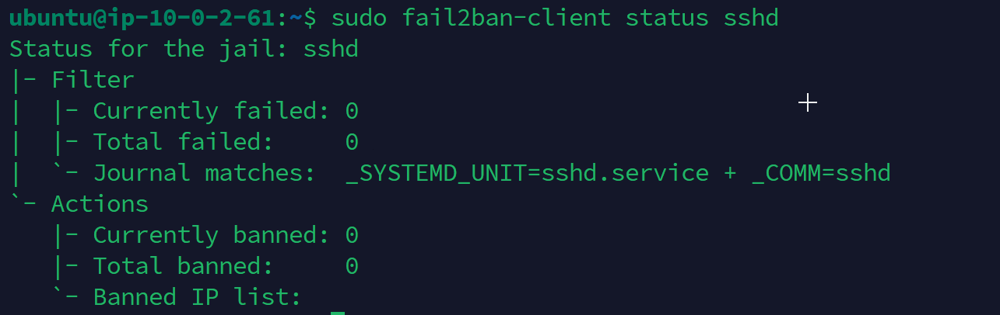 ubuntu@ip-10-0-2-61:~$ sudo fail2ban-client status sshd
Status for the jail: sshd
|- Filter
|  |- Currently failed: 0
|  |- Total failed:     0
|  `- Journal matches:  _SYSTEMD_UNIT=sshd.service + _COMM=sshd
`- Actions
   |- Currently banned: 0
   |- Total banned:     0
   `- Banned IP list: